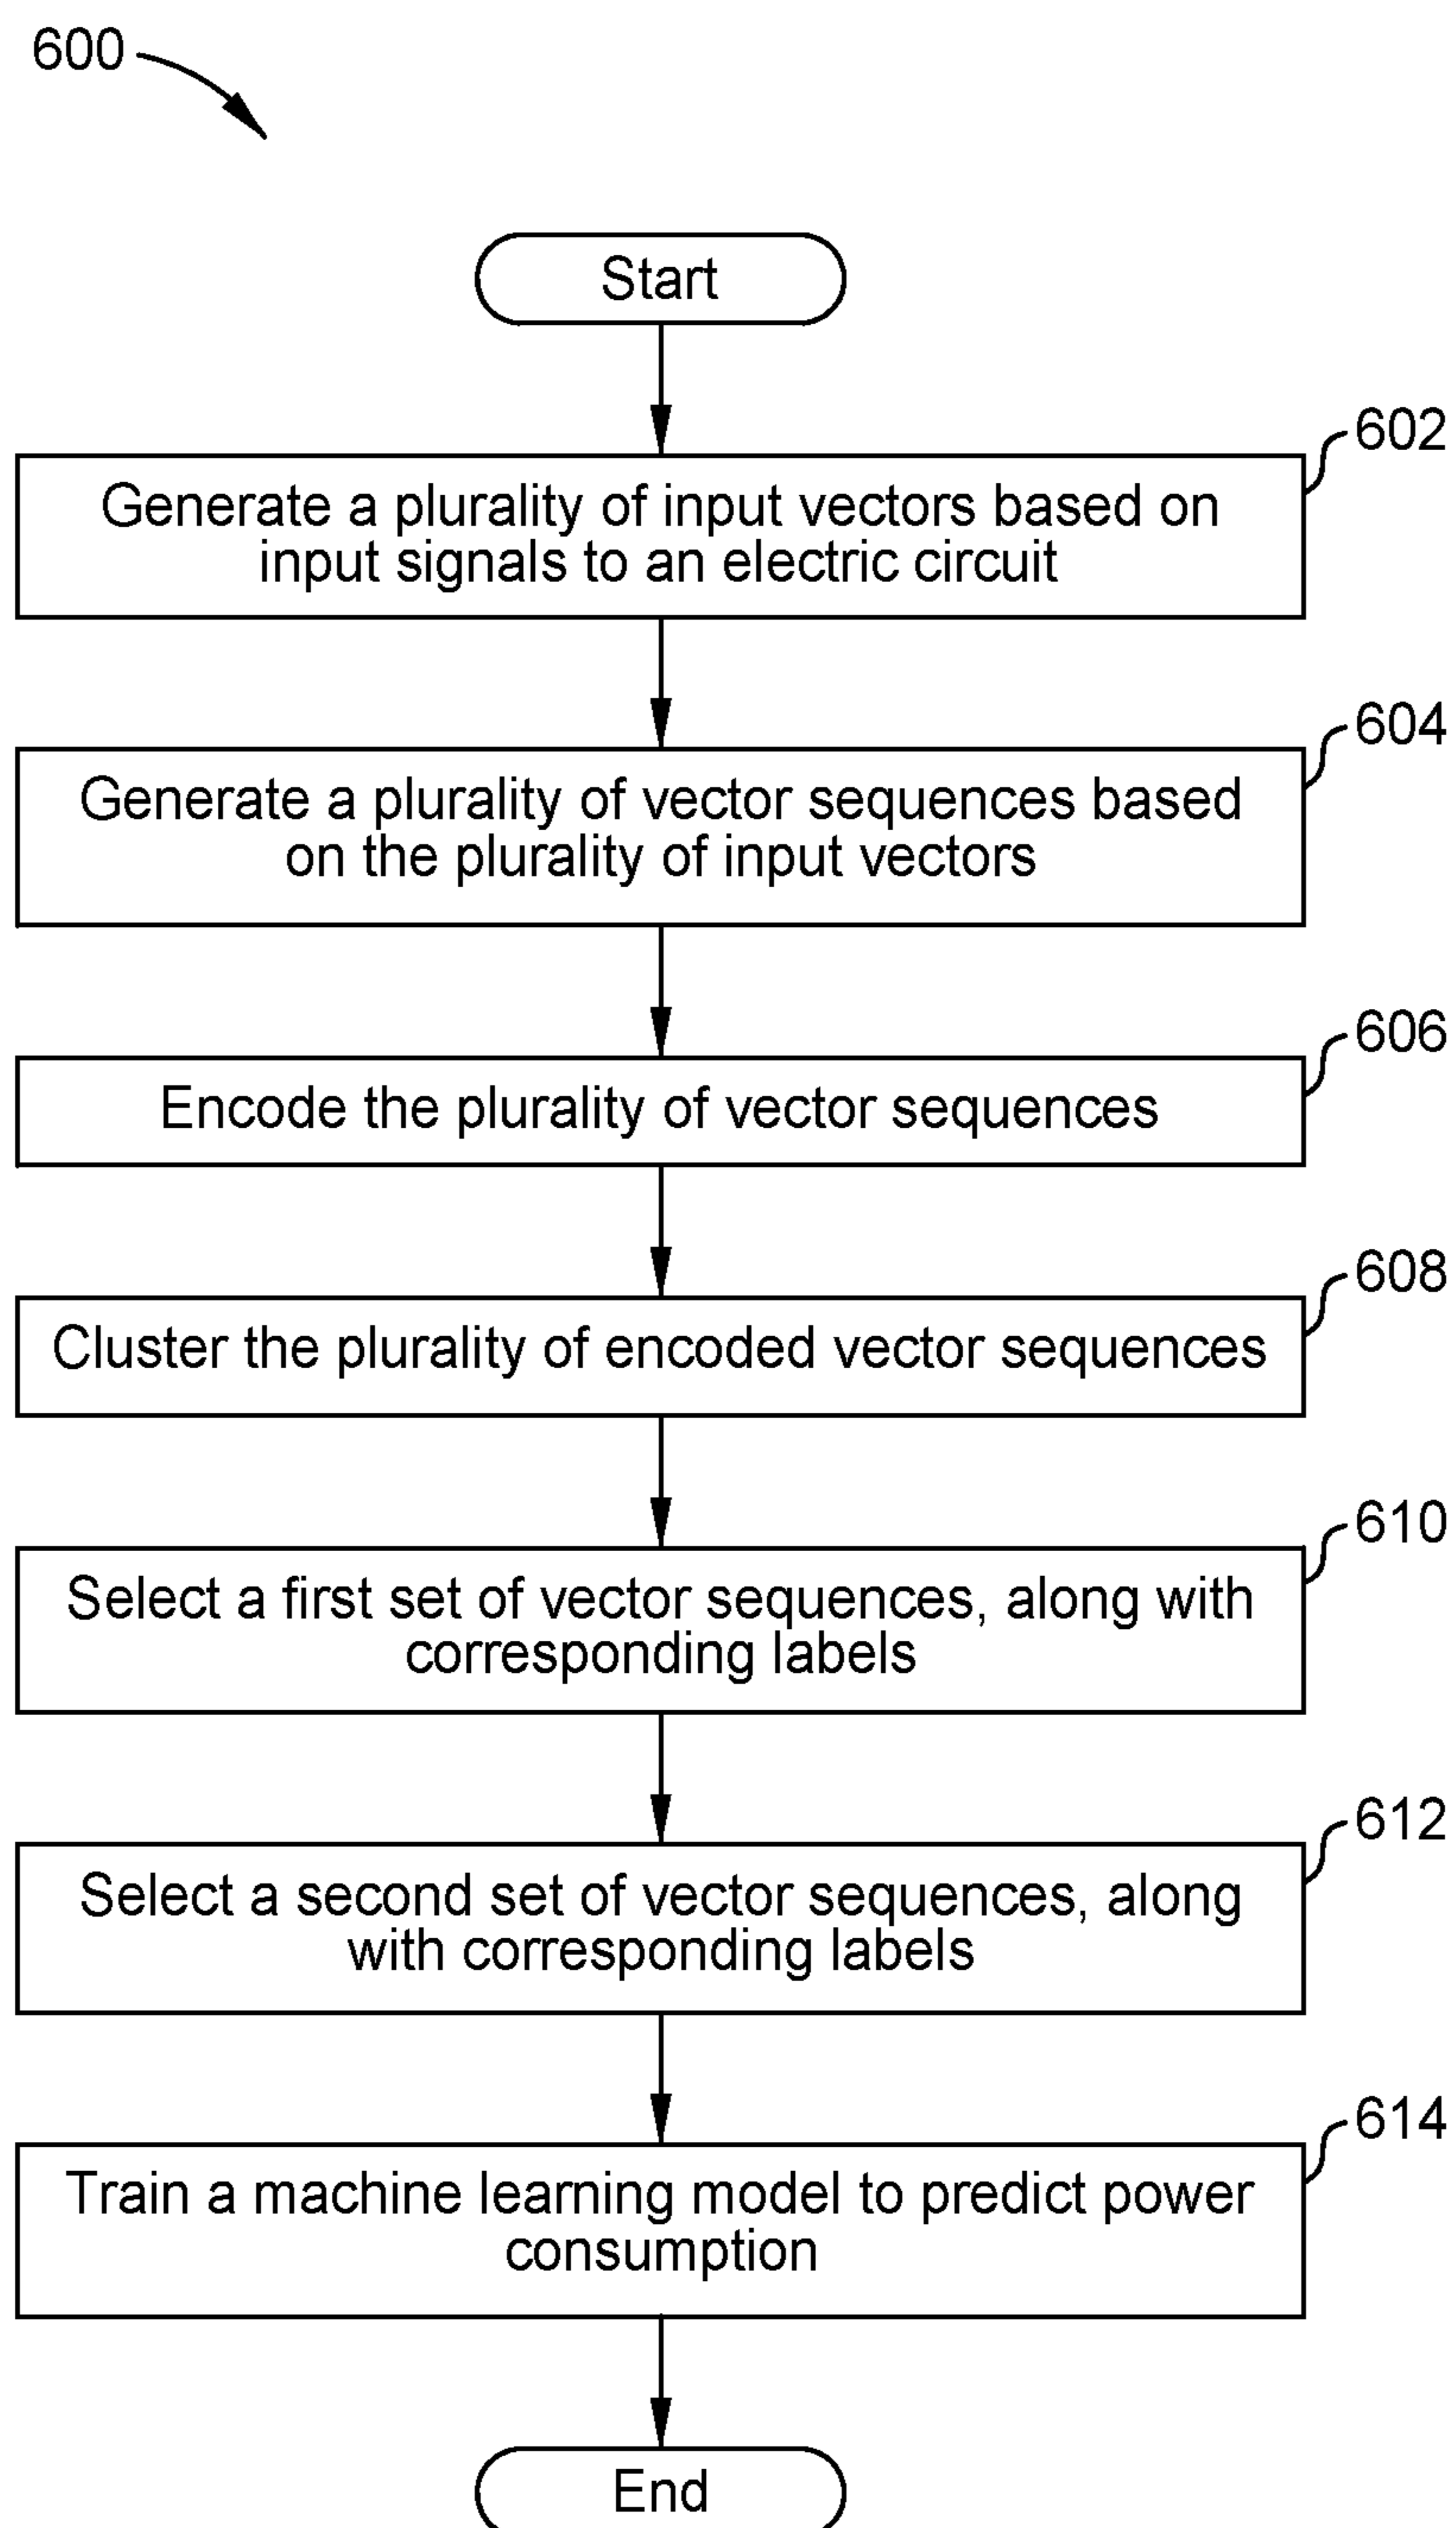 600
Start
602
Generate a plurality of input vectors based on
input signals to an electric circuit
604
Generate a plurality of vector sequences based
on the plurality of input vectors
606
Encode the plurality of vector sequences
608
Cluster the plurality of encoded vector sequences
610
Select a first set of vector sequences, along with
corresponding labels
612
Select a second set of vector sequences, along
with corresponding labels
614
Train a machine learning model to predict power
consumption
End